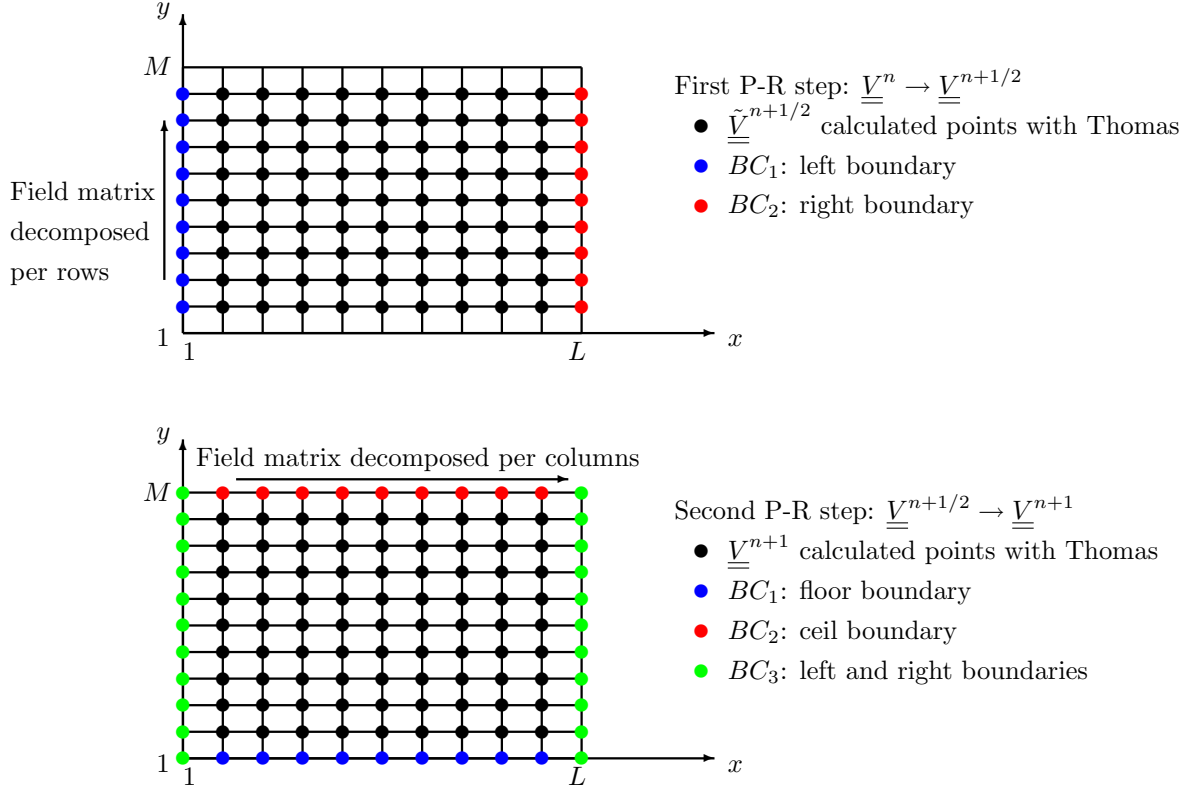 y
M
First P-R step: V^n → V^{n+1/2}
Ṽ^{n+1/2} calculated points with Thomas
BC₁: left boundary
BC₂: right boundary
Field matrix
decomposed
per rows
1
1
L
x
y
Field matrix decomposed per columns
M
Second P-R step: V^{n+1/2} → V^{n+1}
V^{n+1} calculated points with Thomas
BC₁: floor boundary
BC₂: ceil boundary
BC₃: left and right boundaries
1
1
L
x